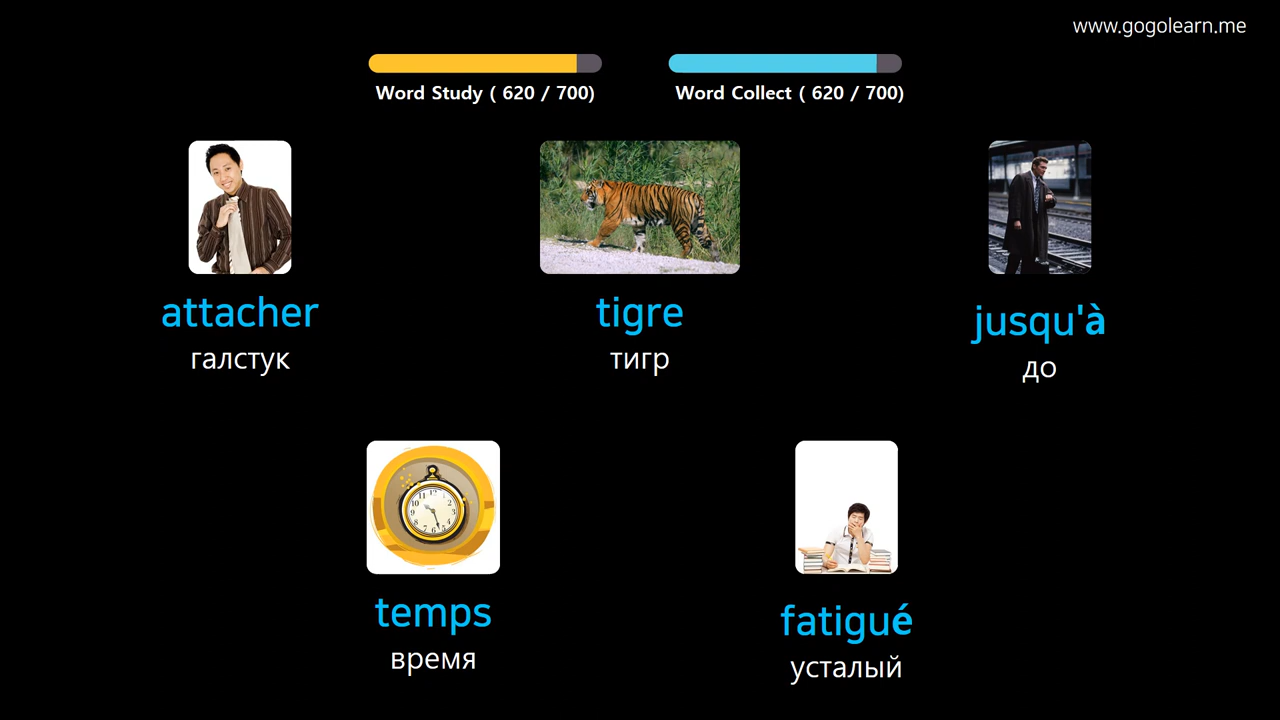 www.gogolearn.me
Word Study ( 620 / 700)
Word Collect ( 620 / 700)
attacher
галстук
tigre
тигр
jusqu'à
до
temps
время
fatigué
усталый